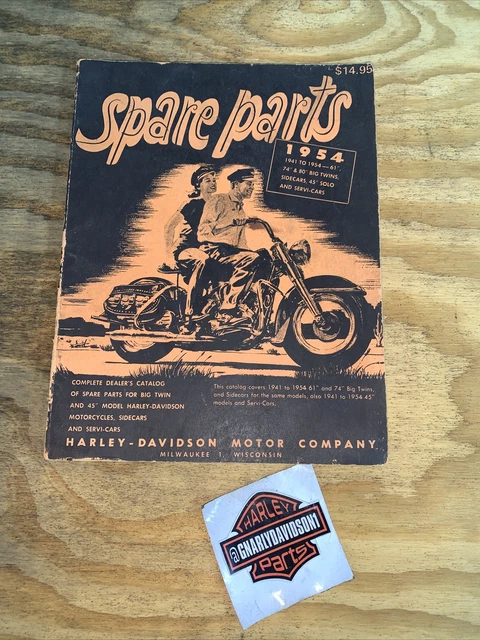 $14.95
Spare parts
1954
1941 TO 1954—61",
74" & 80" BIG TWINS,
SIDECARS, 45" SOLO
AND SERVI-CARS
COMPLETE DEALER'S CATALOG
OF SPARE PARTS FOR BIG TWIN
AND 45" MODEL HARLEY-DAVIDSON
MOTORCYCLES, SIDECARS
AND SERVI-CARS
This catalog covers 1941 to 1954 61" and 74" Big Twins,
and Sidecars for the same models, also 1941 to 1954 45"
models and Servi-Cars.
HARLEY-DAVIDSON MOTOR COMPANY
MILWAUKEE 1, WISCONSIN
HARLEY
@GNARLYDAVIDSON1
Parts